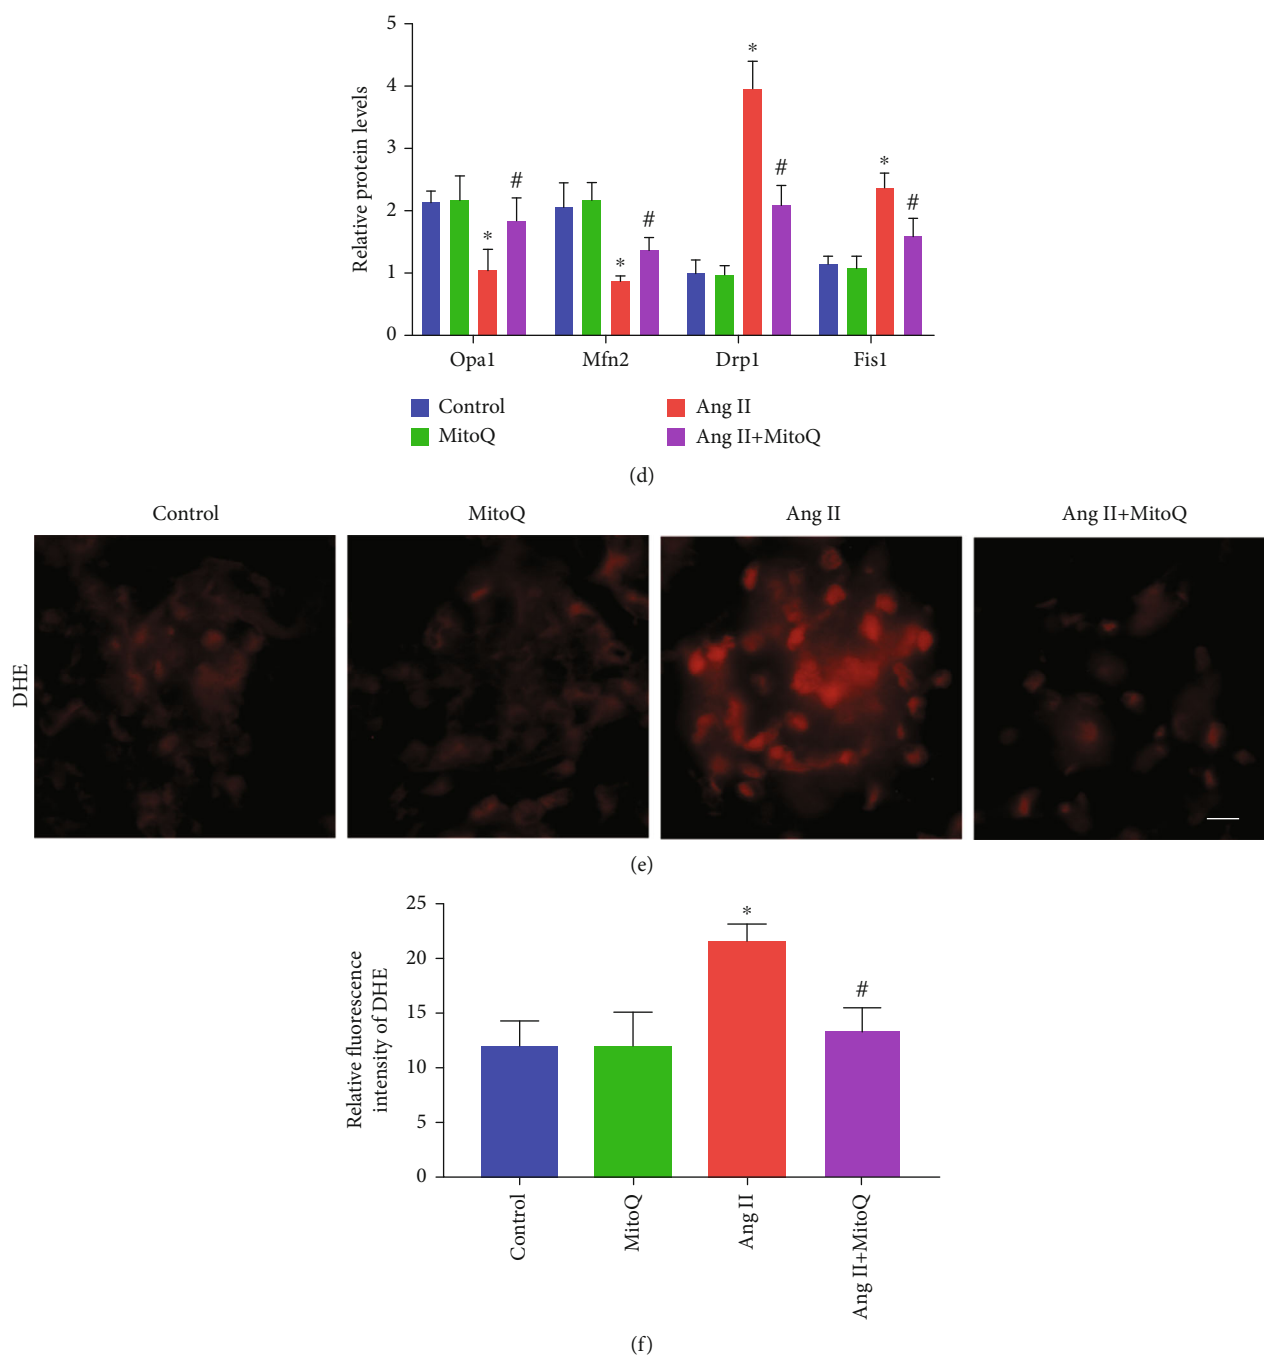 5
4
3
2
1
0
Relative protein levels
* # * # * # * #
Opa1 Mfn2 Drp1 Fis1
Control Ang II
MitoQ Ang II+MitoQ
(d)
Control MitoQ Ang II Ang II+MitoQ
DHE
(e)
25
20
15
10
5
0
Relative fluorescence
intensity of DHE
* #
Control
MitoQ
Ang II
Ang II+MitoQ
(f)